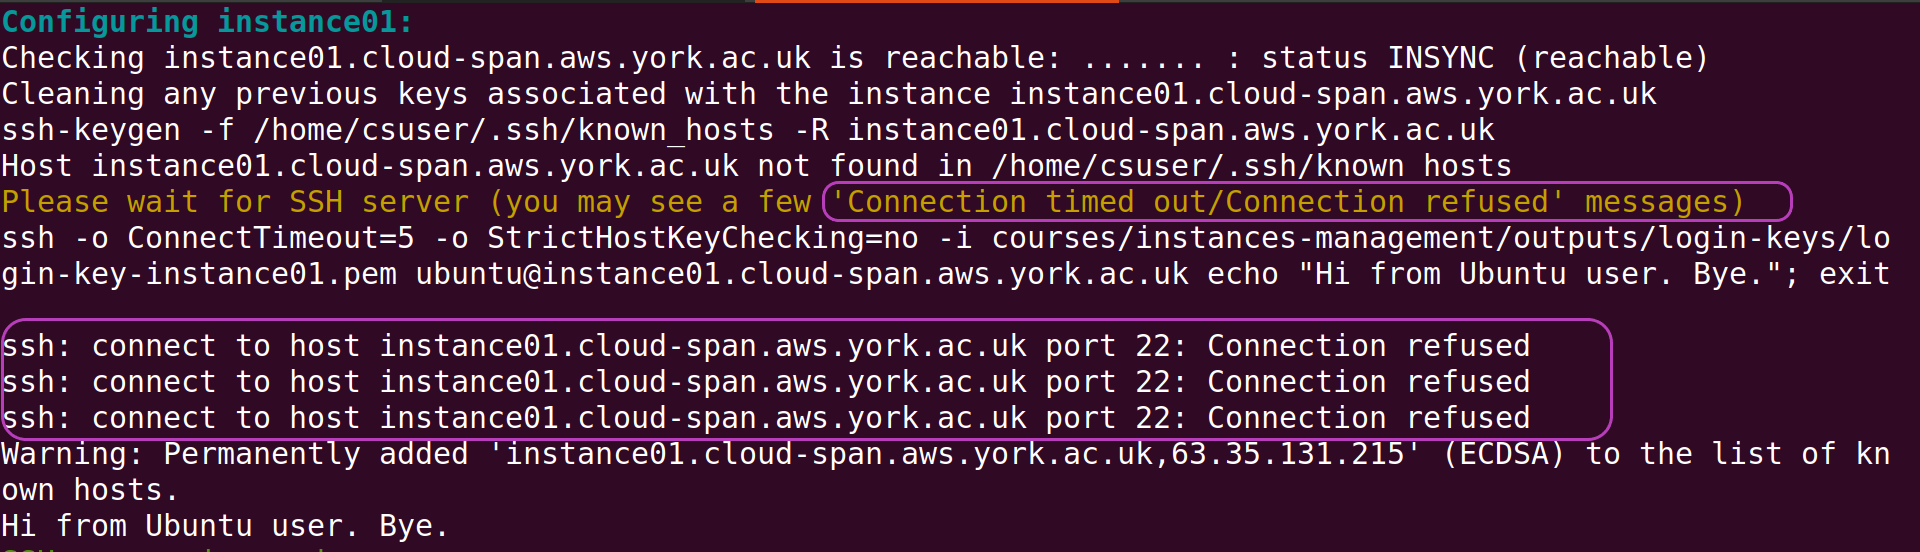 Configuring instance01:
Checking instance01.cloud-span.aws.york.ac.uk is reachable: ....... : status INSYNC (reachable)
Cleaning any previous keys associated with the instance instance01.cloud-span.aws.york.ac.uk
ssh-keygen -f /home/csuser/.ssh/known_hosts -R instance01.cloud-span.aws.york.ac.uk
Host instance01.cloud-span.aws.york.ac.uk not found in /home/csuser/.ssh/known hosts
Please wait for SSH server (you may see a few 'Connection timed out/Connection refused' messages)
ssh -o ConnectTimeout=5 -o StrictHostKeyChecking=no -i courses/instances-management/outputs/login-keys/lo
gin-key-instance01.pem ubuntu@instance01.cloud-span.aws.york.ac.uk echo "Hi from Ubuntu user. Bye."; exit
ssh: connect to host instance01.cloud-span.aws.york.ac.uk port 22: Connection refused
ssh: connect to host instance01.cloud-span.aws.york.ac.uk port 22: Connection refused
ssh: connect to host instance01.cloud-span.aws.york.ac.uk port 22: Connection refused
Warning: Permanently added 'instance01.cloud-span.aws.york.ac.uk,63.35.131.215' (ECDSA) to the list of kn
own hosts.
Hi from Ubuntu user. Bye.